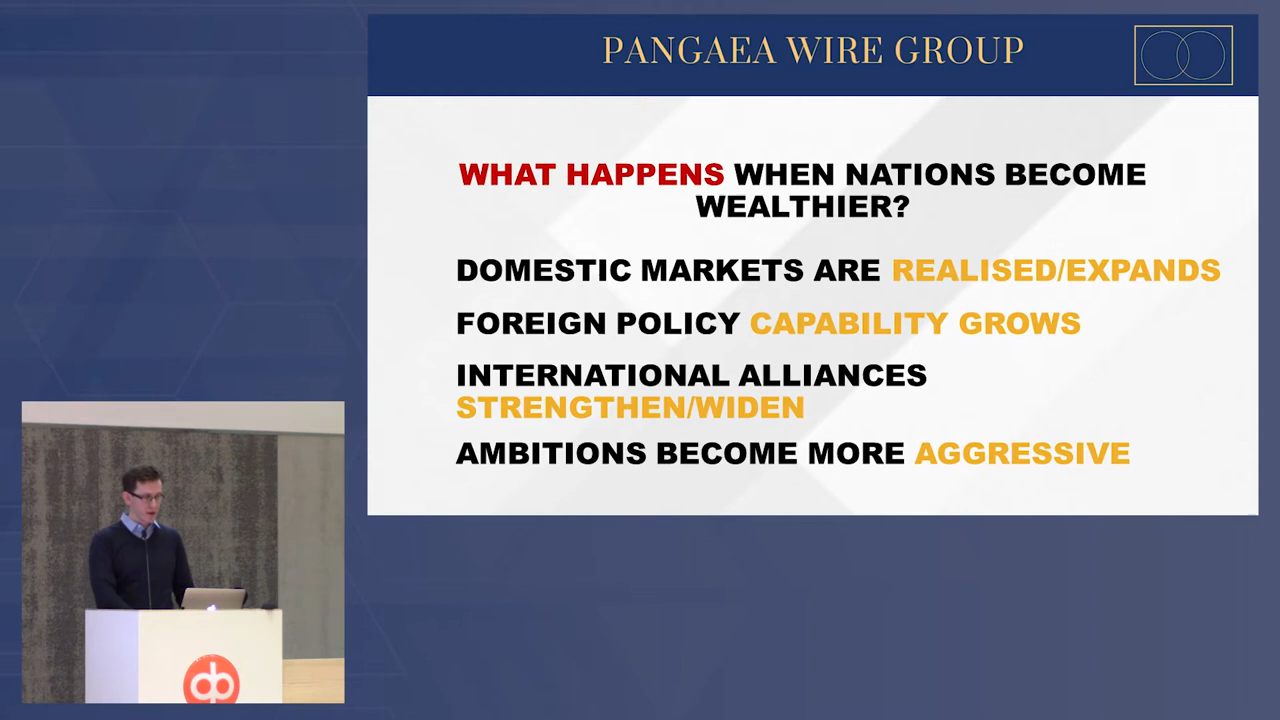 PANGAEA WIRE GROUP
WHAT HAPPENS WHEN NATIONS BECOME
WEALTHIER?
DOMESTIC MARKETS ARE REALISED/EXPANDS
FOREIGN POLICY CAPABILITY GROWS
INTERNATIONAL ALLIANCES
STRENGTHEN/WIDEN
AMBITIONS BECOME MORE AGGRESSIVE